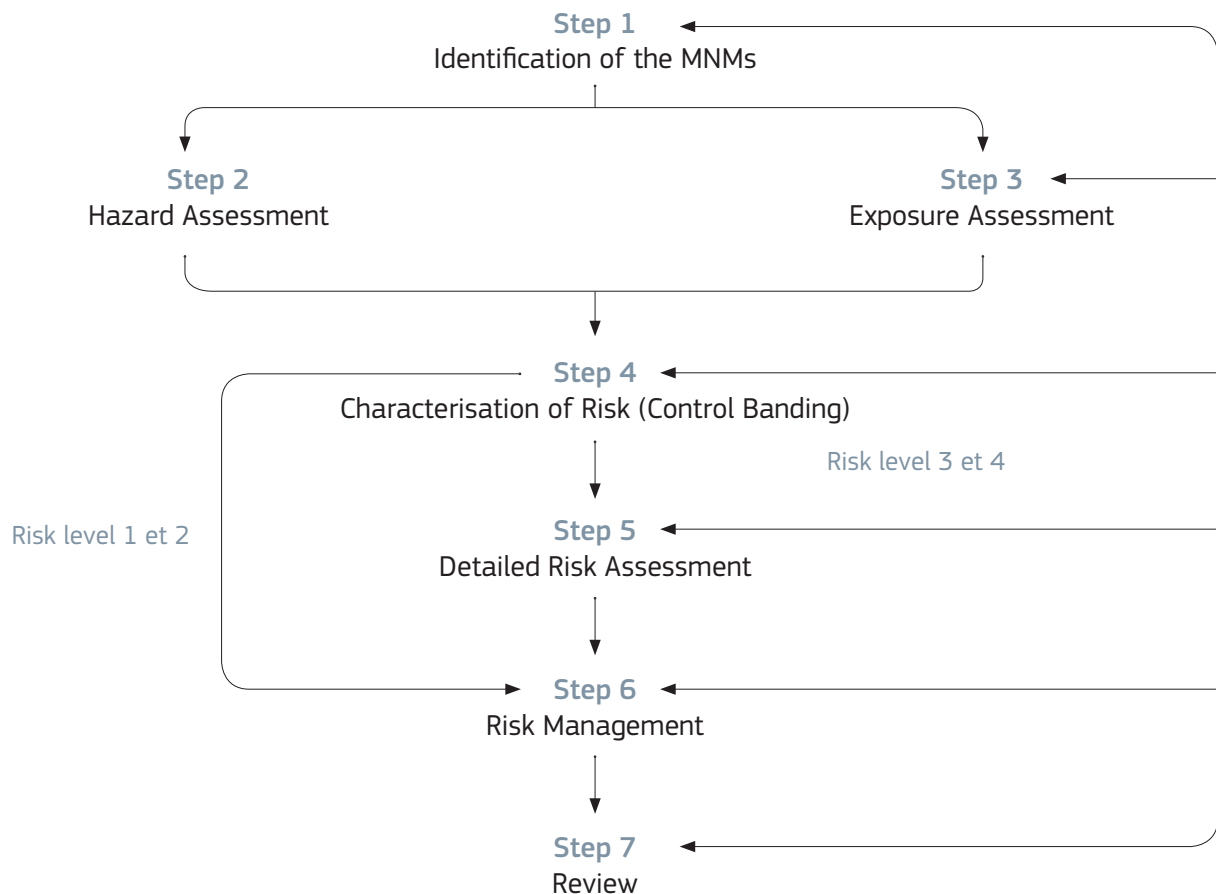 Step 1
Identification of the MNMs
Step 2
Hazard Assessment
Step 3
Exposure Assessment
Step 4
Characterisation of Risk (Control Banding)
Risk level 3 et 4
Risk level 1 et 2
Step 5
Detailed Risk Assessment
Step 6
Risk Management
Step 7
Review